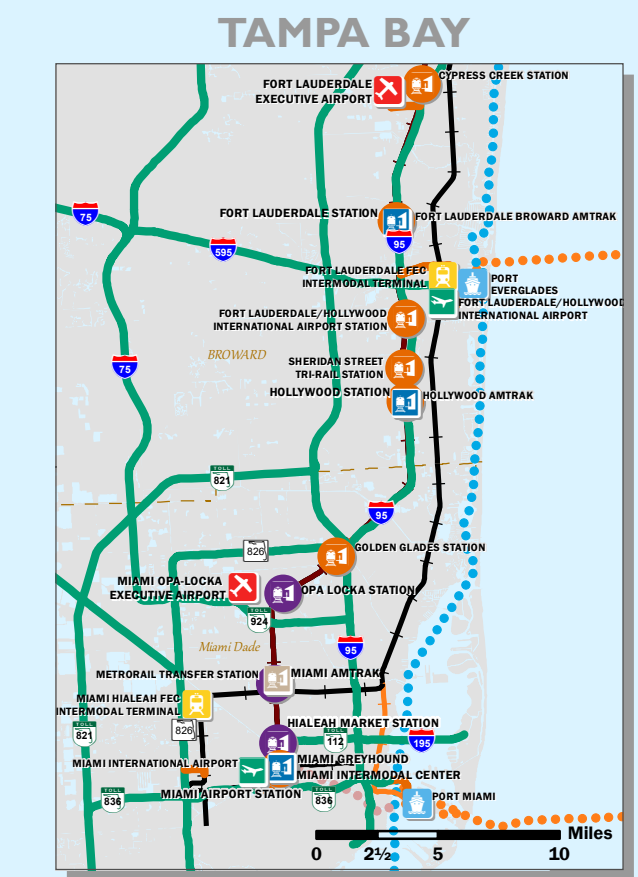 TAMPA BAY
CYPRESS CREEK STATION
FORT LAUDERDALE
EXECUTIVE AIRPORT
75
FORT LAUDERDALE STATION
FORT LAUDERDALE BROWARD AMTRAK
95
595
FORT LAUDERDALE FEC
INTERMODAL TERMINAL
PORT
EVERGLADES
FORT LAUDERDALE/HOLLYWOOD
INTERNATIONAL AIRPORT
FORT LAUDERDALE/HOLLYWOOD
INTERNATIONAL AIRPORT STATION
BROWARD
SHERIDAN STREET
TRI-RAIL STATION
75
HOLLYWOOD STATION
HOLLYWOOD AMTRAK
TOLL
821
95
826
GOLDEN GLADES STATION
MIAMI OPA-LOCKA
EXECUTIVE AIRPORT
OPA LOCKA STATION
TOLL
924
Miami Dade
95
METRORAIL TRANSFER STATION
MIAMI AMTRAK
MIAMI HIALEAH FEC
INTERMODAL TERMINAL
HIALEAH MARKET STATION
826
TOLL
821
TOLL
112
195
MIAMI INTERNATIONAL AIRPORT
MIAMI GREYHOUND
MIAMI INTERMODAL CENTER
MIAMI AIRPORT STATION
TOLL
836
TOLL
836
PORT MIAMI
Miles
0 2½ 5 10